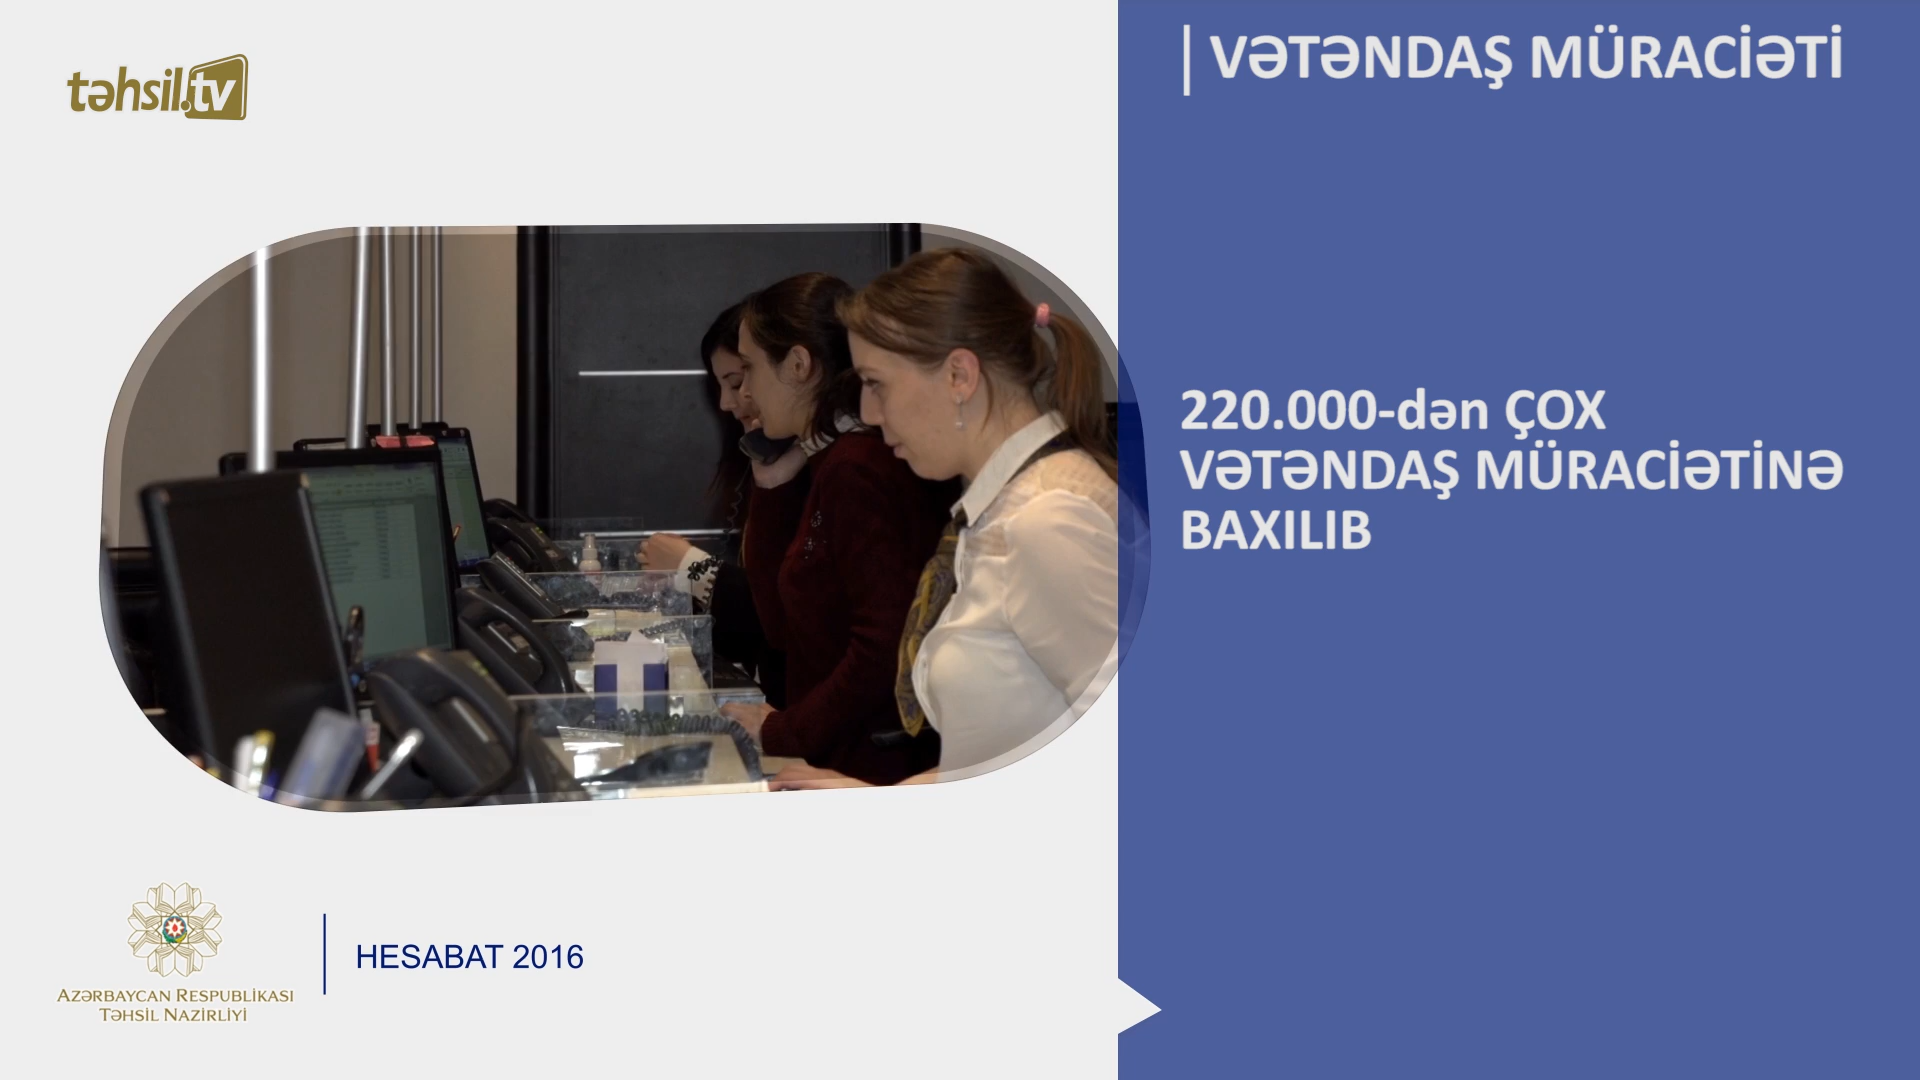 təhsil.tv
VƏTƏNDAŞ MÜRACİƏTİ
220.000-dən ÇOX
VƏTƏNDAŞ MÜRACİƏTİNƏ
BAXILIB
AZƏRBAYCAN RESPUBLİKASI
TƏHSİL NAZİRLİYİ
HESABAT 2016